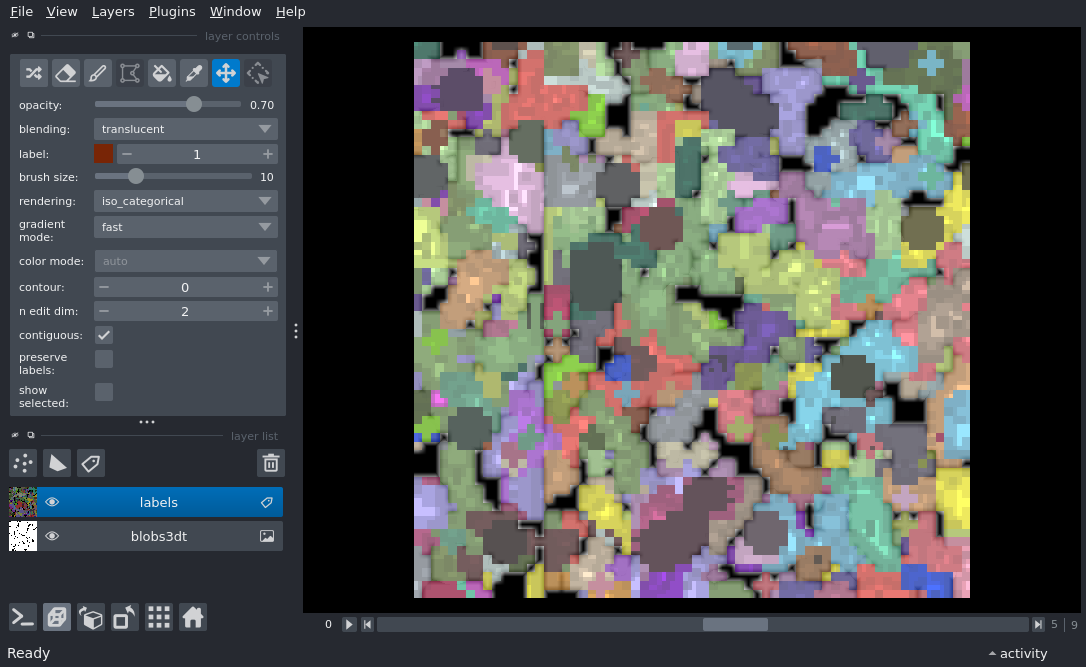 File View Layers Plugins Window Help
layer controls
opacity: 0.70
blending: translucent
label: 1
brush size: 10
rendering: iso_categorical
gradient
mode: fast
color mode: auto
contour: 0
n edit dim: 2
contiguous:
preserve
labels:
show
selected:
layer list
labels
blobs3dt
0 5 | 9
Ready activity